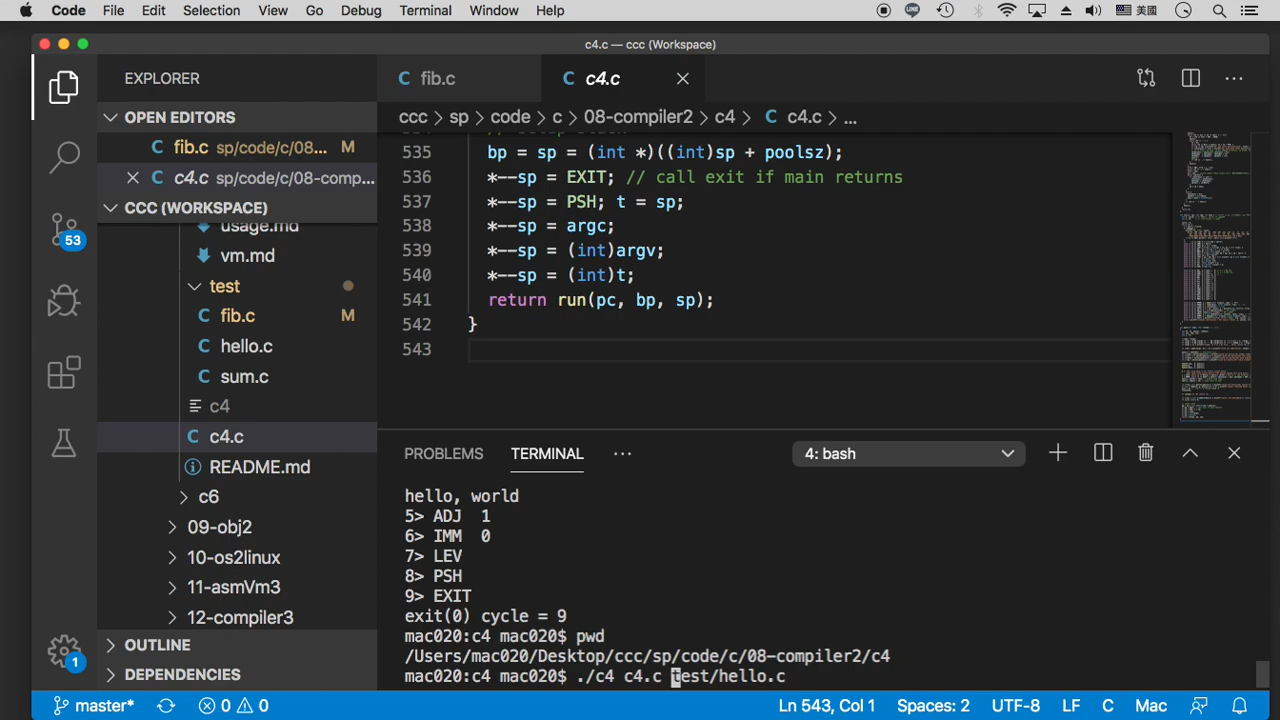 Code File Edit Selection View Go Debug Terminal Window Help 美國
c4.c — ccc (Workspace)
EXPLORER
fib.c
c4.c
OPEN EDITORS
fib.c sp/code/c/08... M
c4.c sp/code/c/08-comp...
CCC (WORKSPACE)
usage.md
vm.md
test
fib.c M
hello.c
sum.c
c4
c4.c
README.md
c6
09-obj2
10-os2linux
11-asmVm3
12-compiler3
OUTLINE
DEPENDENCIES
53
1
ccc > sp > code > c > 08-compiler2 > c4 > c4.c > ...
535 bp = sp = (int *)((int)sp + poolsz);
536 *--sp = EXIT; // call exit if main returns
537 *--sp = PSH; t = sp;
538 *--sp = argc;
539 *--sp = (int)argv;
540 *--sp = (int)t;
541 return run(pc, bp, sp);
542 }
543
PROBLEMS TERMINAL ... 4: bash
hello, world
5> ADJ 1
6> IMM 0
7> LEV
8> PSH
9> EXIT
exit(0) cycle = 9
mac020:c4 mac020$ pwd
/Users/mac020/Desktop/ccc/sp/code/c/08-compiler2/c4
mac020:c4 mac020$ ./c4 c4.c test/hello.c
master* 0 0 Ln 543, Col 1 Spaces: 2 UTF-8 LF C Mac